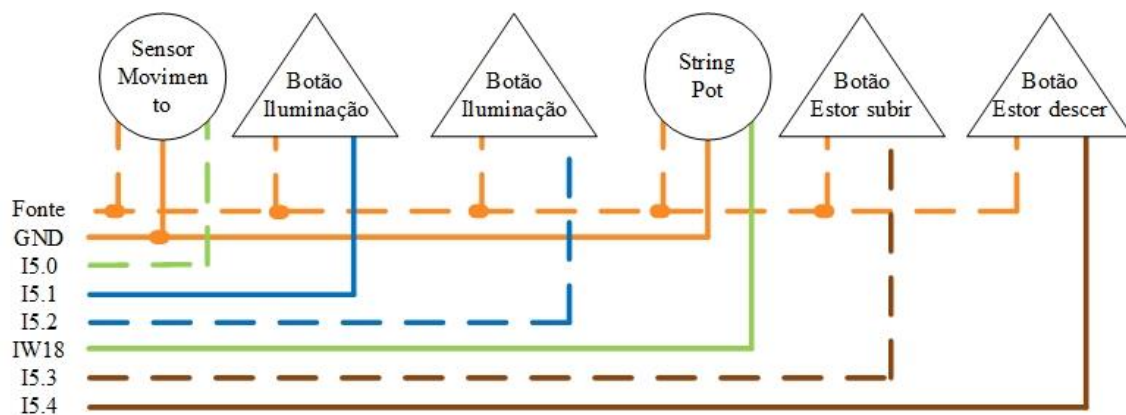 Sensor
Movimen
to
Botão
Iluminação
Botão
Iluminação
String
Pot
Botão
Estor subir
Botão
Estor descer
Fonte
GND
I5.0
I5.1
I5.2
IW18
I5.3
I5.4